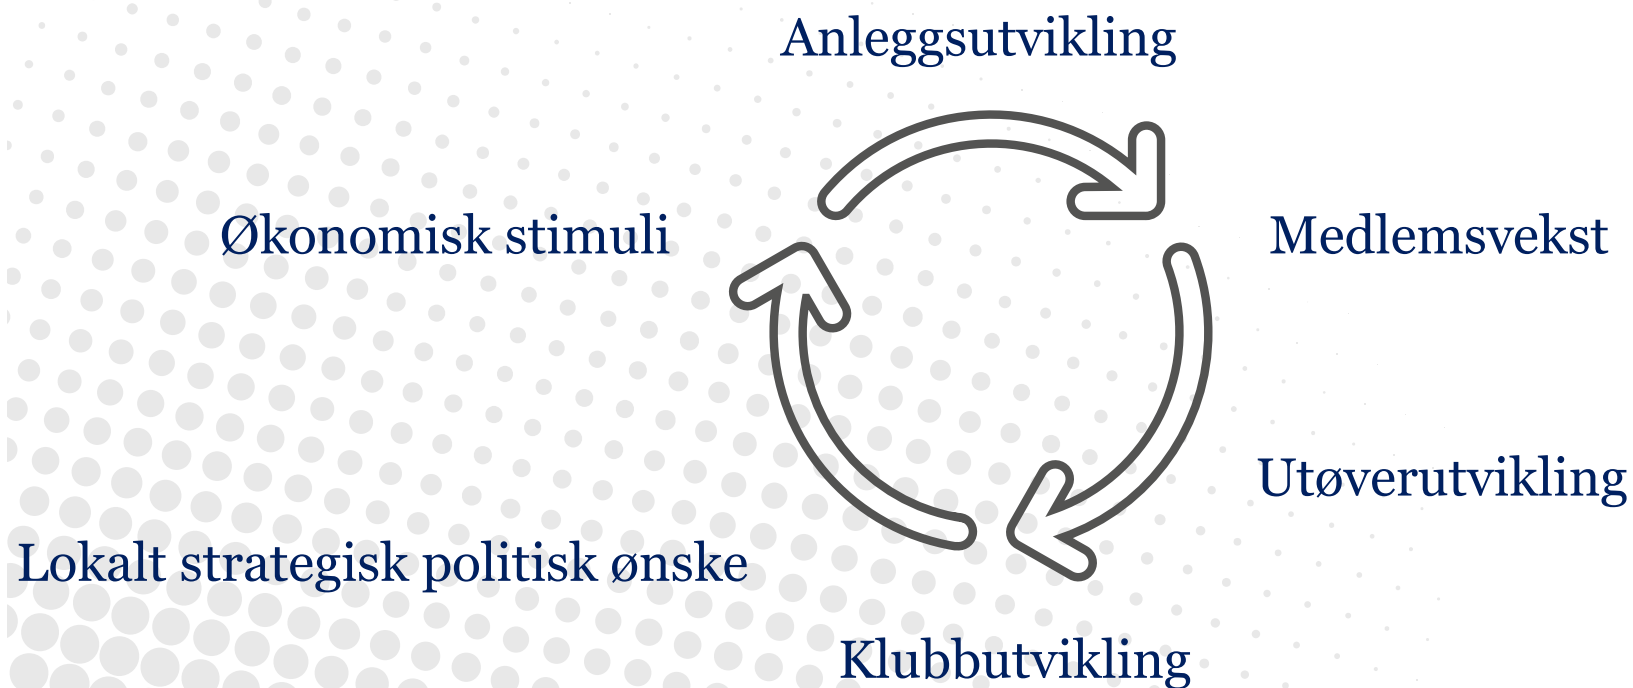 Anleggsutvikling
Økonomisk stimuli
Medlemsvekst
Utøverutvikling
Lokalt strategisk politisk ønske
Klubbutvikling